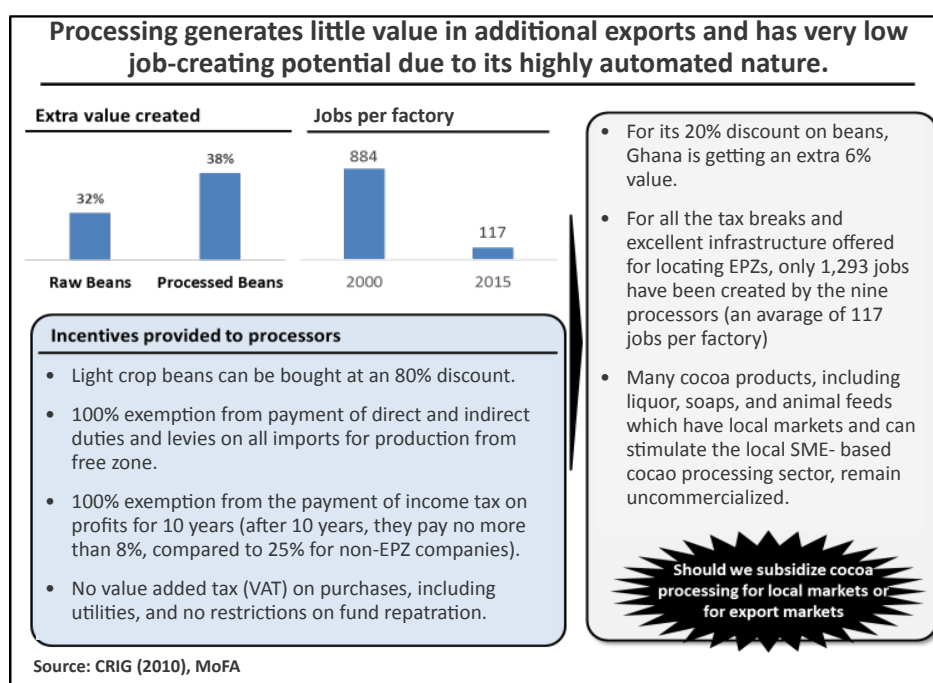 Processing generates little value in additional exports and has very low
job-creating potential due to its highly automated nature.
Extra value created
32%
38%
Raw Beans
Processed Beans
Jobs per factory
884
117
2000
2015
Incentives provided to processors
• Light crop beans can be bought at an 80% discount.
• 100% exemption from payment of direct and indirect
duties and levies on all imports for production from
free zone.
• 100% exemption from the payment of income tax on
profits for 10 years (after 10 years, they pay no more
than 8%, compared to 25% for non-EPZ companies).
• No value added tax (VAT) on purchases, including
utilities, and no restrictions on fund repatration.
• For its 20% discount on beans,
Ghana is getting an extra 6%
value.
• For all the tax breaks and
excellent infrastructure offered
for locating EPZs, only 1,293 jobs
have been created by the nine
processors (an avarage of 117
jobs per factory)
• Many cocoa products, including
liquor, soaps, and animal feeds
which have local markets and can
stimulate the local SME- based
cocao processing sector, remain
uncommercialized.
Should we subsidize cocoa
processing for local markets or
for export markets
Source: CRIG (2010), MoFA